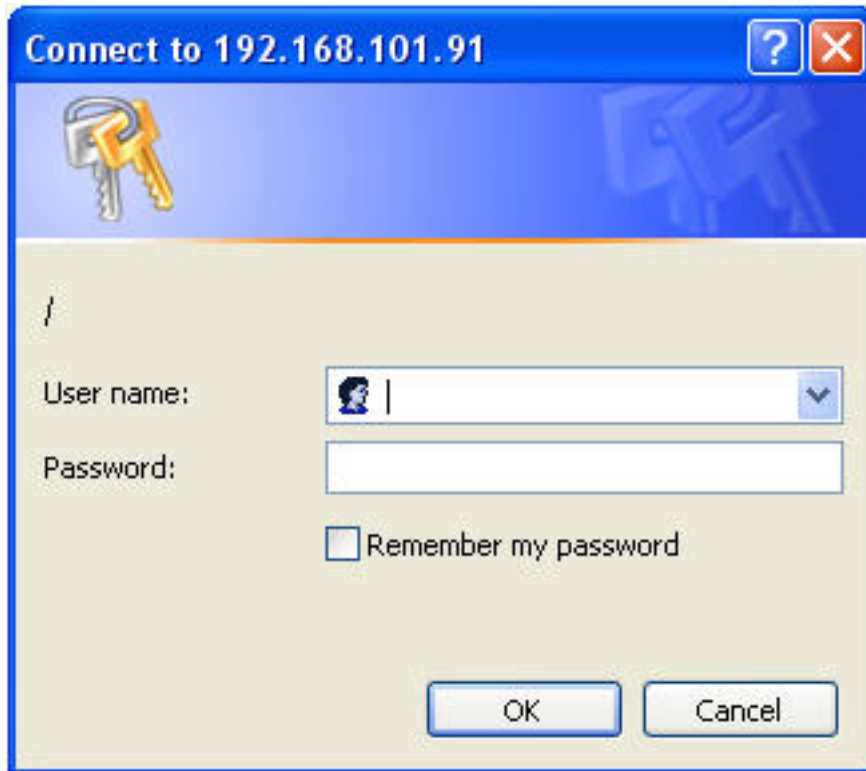 Connect to 192.168.101.91 ?
/
User name:
Password:
Remember my password
OK Cancel